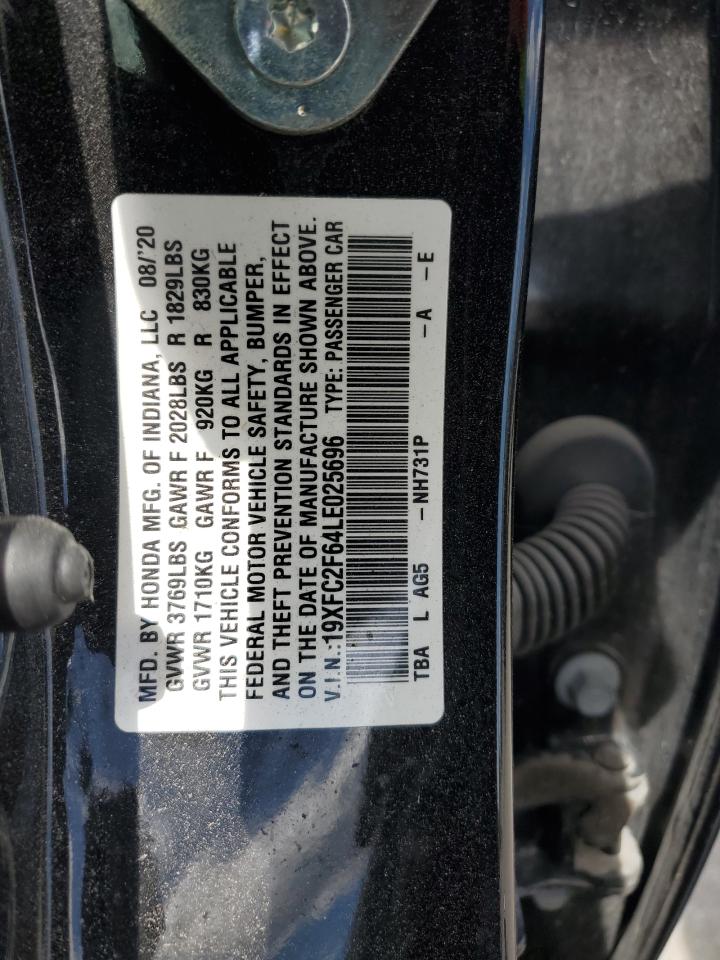 MFD. BY HONDA MFG. OF INDIANA, LLC 08/'20
GVWR 3769LBS GAWR F 2028LBS R 1829LBS
GVWR 1710KG GAWR F 920KG R 830KG
THIS VEHICLE CONFORMS TO ALL APPLICABLE
FEDERAL MOTOR VEHICLE SAFETY, BUMPER,
AND THEFT PREVENTION STANDARDS IN EFFECT
ON THE DATE OF MANUFACTURE SHOWN ABOVE.
V.I.N.:19XFC2F64LE025696 TYPE: PASSENGER CAR
TBA L AG5 – NH731P – A – E